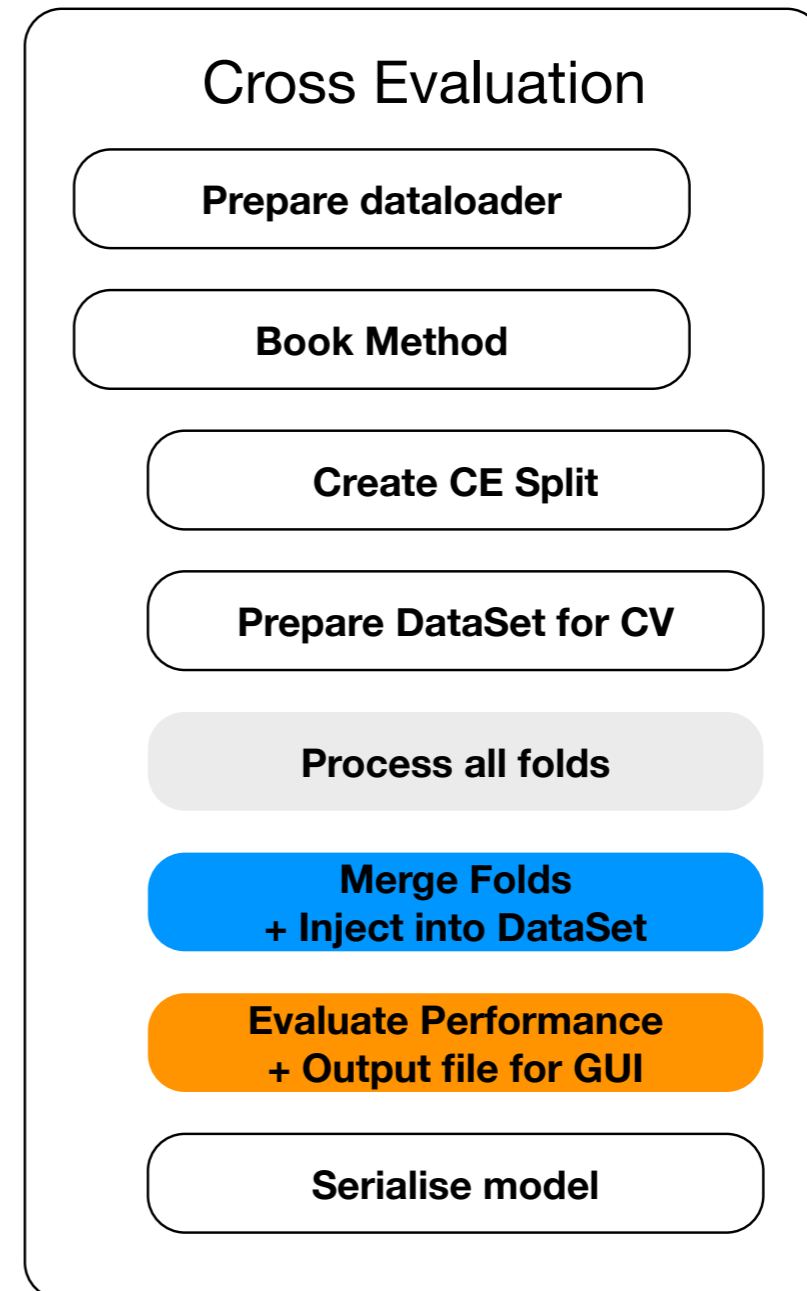 Cross Evaluation
Prepare dataloader
Book Method
Create CE Split
Prepare DataSet for CV
Process all folds
Merge Folds
+ Inject into DataSet
Evaluate Performance
+ Output file for GUI
Serialise model